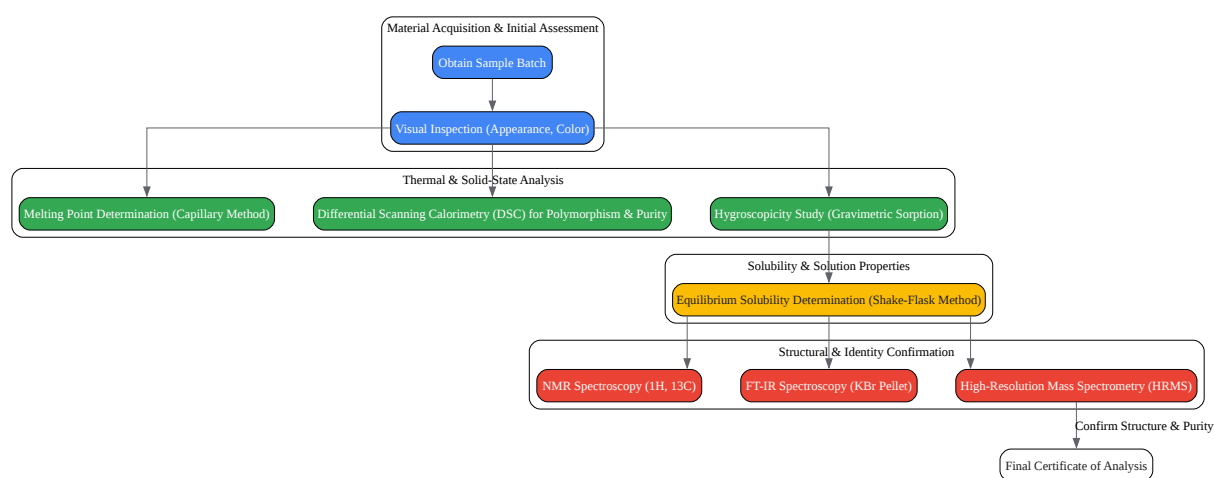 Material Acquisition & Initial Assessment
Obtain Sample Batch
Visual Inspection (Appearance, Color)
Thermal & Solid-State Analysis
Melting Point Determination (Capillary Method)
Differential Scanning Calorimetry (DSC) for Polymorphism & Purity
Hygroscopicity Study (Gravimetric Sorption)
Solubility & Solution Properties
Equilibrium Solubility Determination (Shake-Flask Method)
Structural & Identity Confirmation
NMR Spectroscopy (1H, 13C)
FT-IR Spectroscopy (KBr Pellet)
High-Resolution Mass Spectrometry (HRMS)
Confirm Structure & Purity
Final Certificate of Analysis